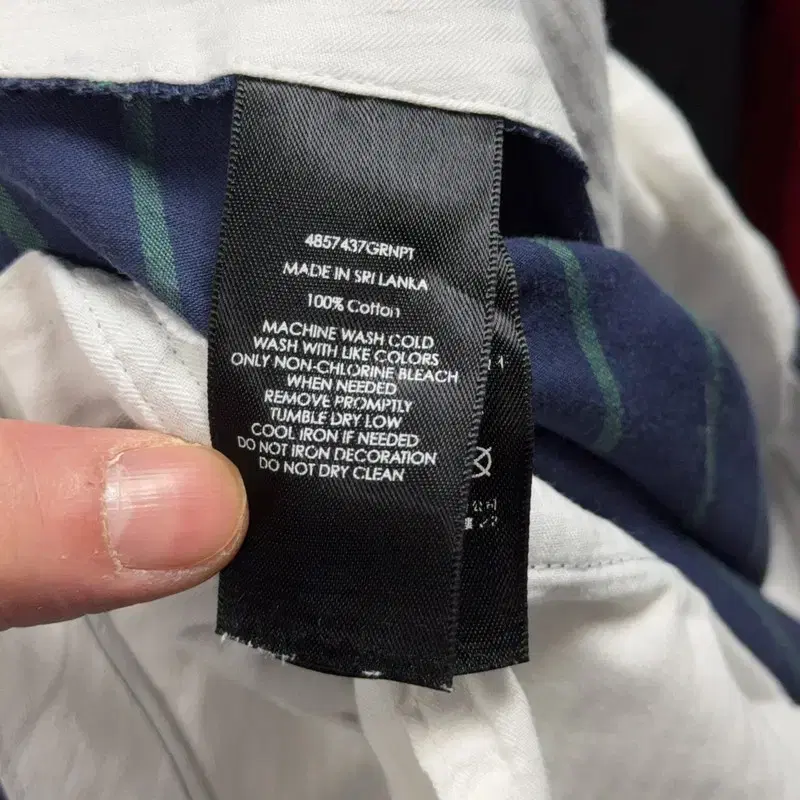 4857437GRNPT
MADE IN SRI LANKA
100% Cotton
MACHINE WASH COLD
WASH WITH LIKE COLORS
ONLY NON-CHLORINE BLEACH
WHEN NEEDED
REMOVE PROMPTLY
TUMBLE DRY LOW
COOL IRON IF NEEDED
DO NOT IRON DECORATION
DO NOT DRY CLEAN